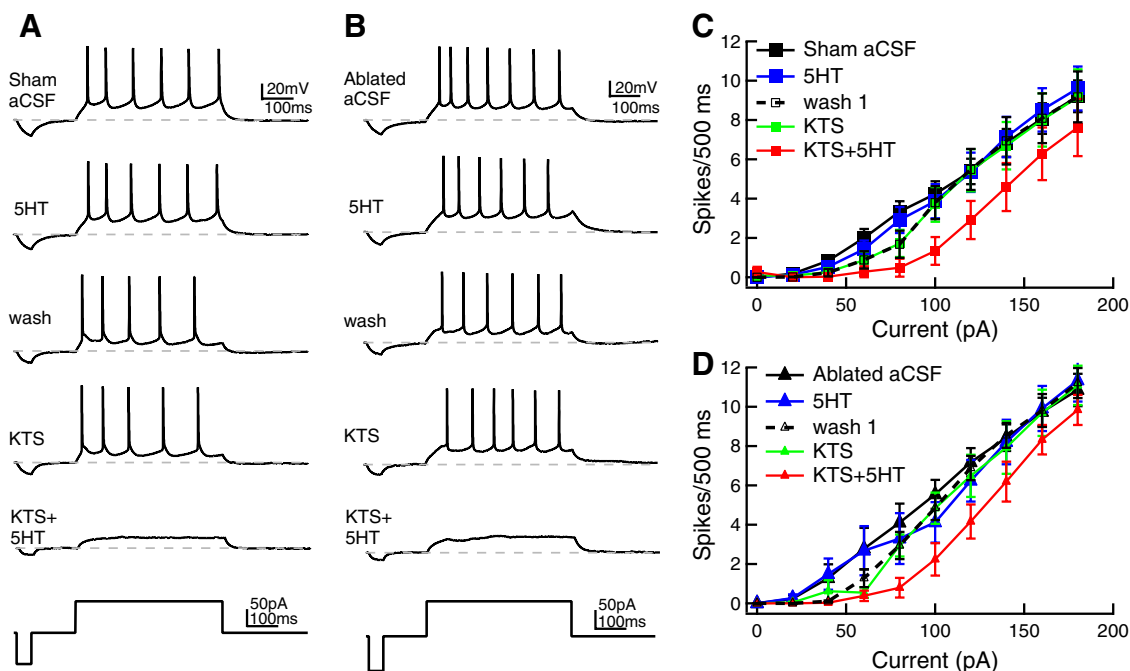 A
Sham
aCSF
20mV
100ms
5HT
wash
KTS
KTS+
5HT
50pA
100ms
B
Ablated
aCSF
20mV
100ms
5HT
wash
KTS
KTS+
5HT
50pA
100ms
C
Spikes/500 ms
12
10
8
6
4
2
0
Sham aCSF
5HT
wash 1
KTS
KTS+5HT
0 50 100 150 200
Current (pA)
D
Spikes/500 ms
12
10
8
6
4
2
0
Ablated aCSF
5HT
wash 1
KTS
KTS+5HT
0 50 100 150 200
Current (pA)